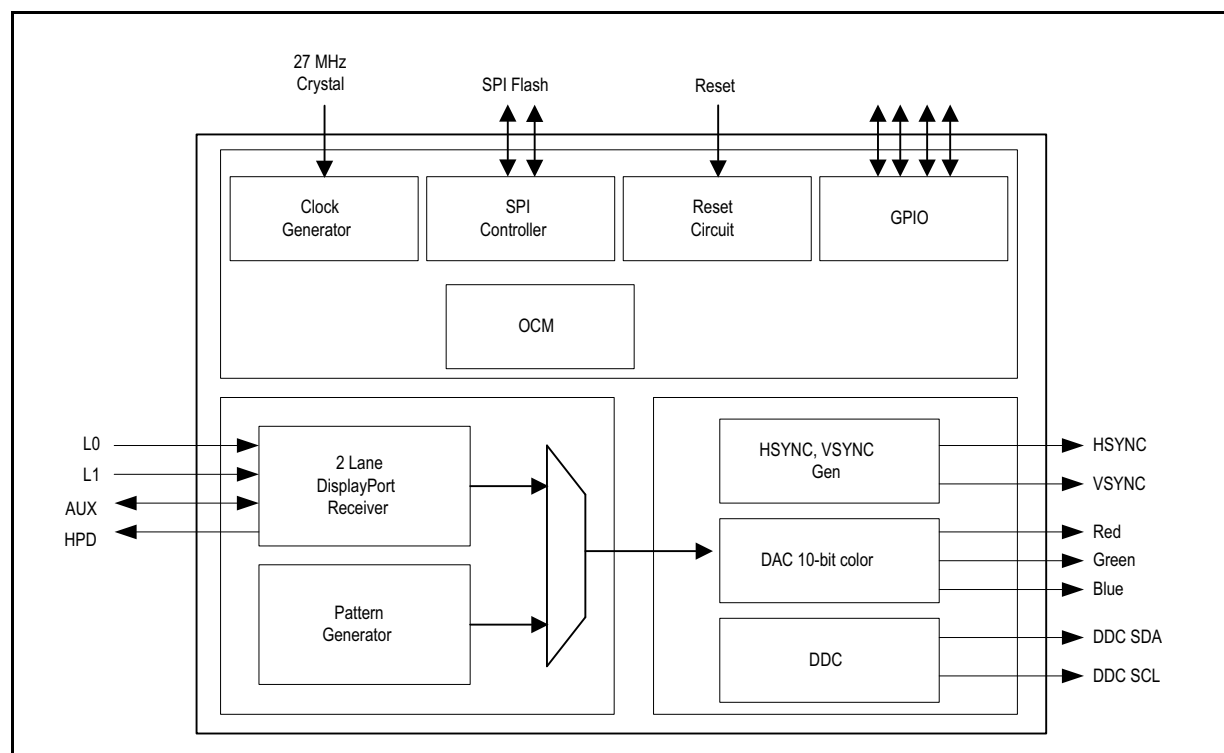 27 MHz
Crystal
SPI Flash
Reset
Clock
Generator
SPI
Controller
Reset
Circuit
GPIO
OCM
L0
L1
AUX
HPD
2 Lane
DisplayPort
Receiver
Pattern
Generator
HSYNC, VSYNC
Gen
DAC 10-bit color
DDC
HSYNC
VSYNC
Red
Green
Blue
DDC SDA
DDC SCL